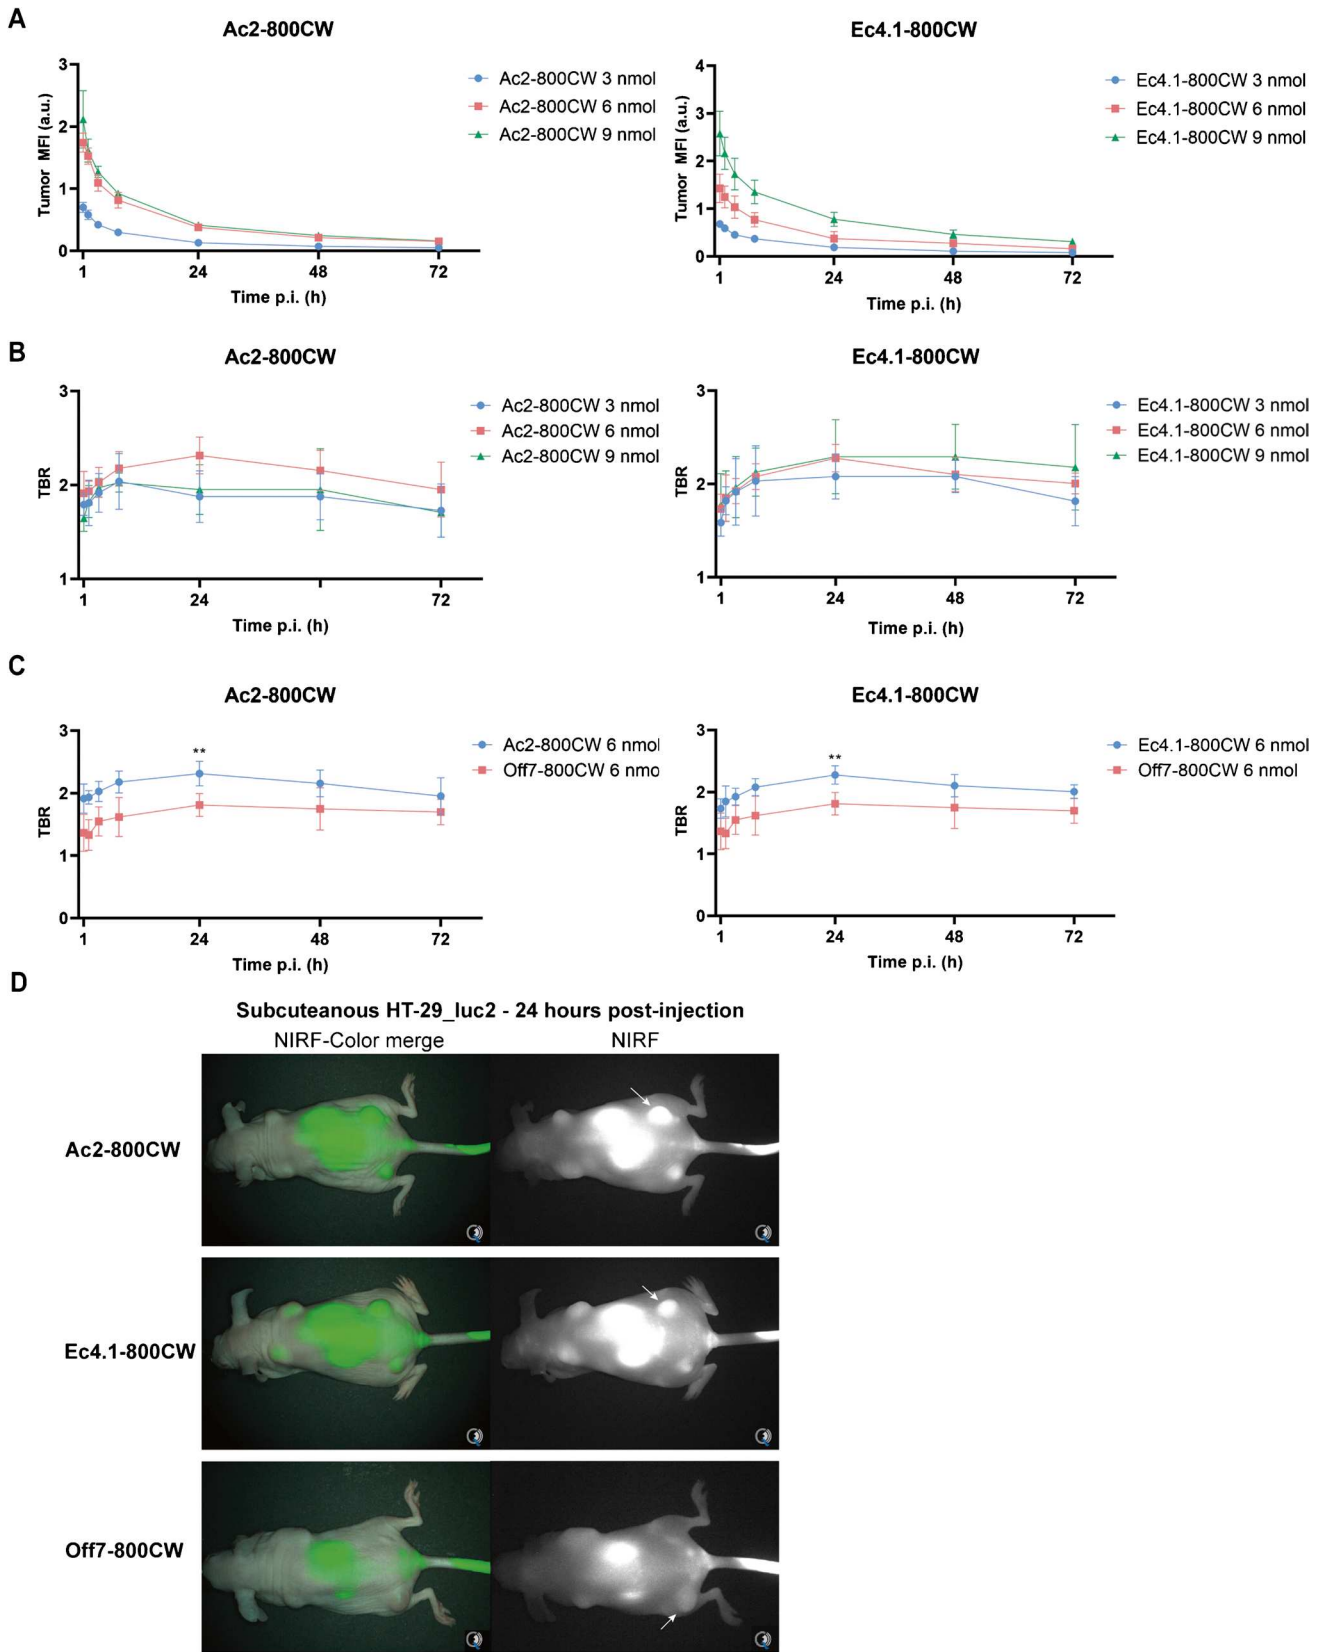 A
Ac2-800CW
Ec4.1-800CW
3
2
1
0
Tumor MFI (a.u.)
1
24
48
72
Time p.i. (h)
Ac2-800CW 3 nmol
Ac2-800CW 6 nmol
Ac2-800CW 9 nmol
4
3
2
1
0
Tumor MFI (a.u.)
1
24
48
72
Time p.i. (h)
Ec4.1-800CW 3 nmol
Ec4.1-800CW 6 nmol
Ec4.1-800CW 9 nmol
B
Ac2-800CW
Ec4.1-800CW
3
2
1
TBR
1
24
48
72
Time p.i. (h)
Ac2-800CW 3 nmol
Ac2-800CW 6 nmol
Ac2-800CW 9 nmol
3
2
1
TBR
1
24
48
72
Time p.i. (h)
Ec4.1-800CW 3 nmol
Ec4.1-800CW 6 nmol
Ec4.1-800CW 9 nmol
C
Ac2-800CW
Ec4.1-800CW
3
2
1
0
TBR
**
1
24
48
72
Time p.i. (h)
Ac2-800CW 6 nmol
Off7-800CW 6 nmo
3
2
1
0
TBR
**
1
24
48
72
Time p.i. (h)
Ec4.1-800CW 6 nmol
Off7-800CW 6 nmol
D
Subcuteanous HT-29_luc2 - 24 hours post-injection
NIRF-Color merge
NIRF
Ac2-800CW
Ec4.1-800CW
Off7-800CW